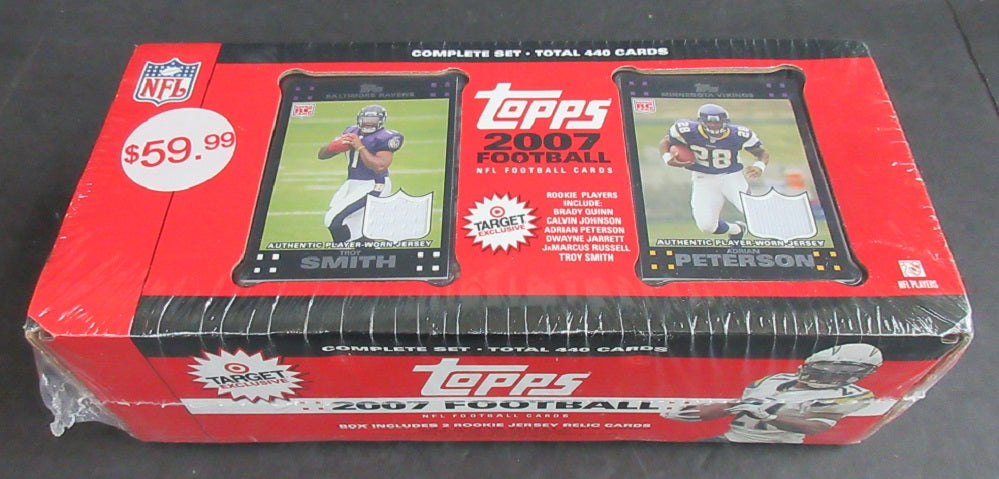 COMPLETE SET · TOTAL 440 CARDS
NFL
$59.99
Topps
BALTIMORE RAVENS
RC
AUTHENTIC PLAYER-WORN JERSEY
TROY
SMITH
Topps
2007
FOOTBALL
NFL FOOTBALL CARDS
TARGET
EXCLUSIVE
ROOKIE PLAYERS
INCLUDE:
BRADY QUINN
CALVIN JOHNSON
ADRIAN PETERSON
DWAYNE JARRETT
JaMARCUS RUSSELL
TROY SMITH
Topps
MINNESOTA VIKINGS
RC
28
28
AUTHENTIC PLAYER-WORN JERSEY
ADRIAN
PETERSON
NFL PLAYERS
COMPLETE SET · TOTAL 440 CARDS
TARGET
EXCLUSIVE
Topps
2007 FOOTBALL
NFL FOOTBALL CARDS
BOX INCLUDES 2 ROOKIE JERSEY RELIC CARDS